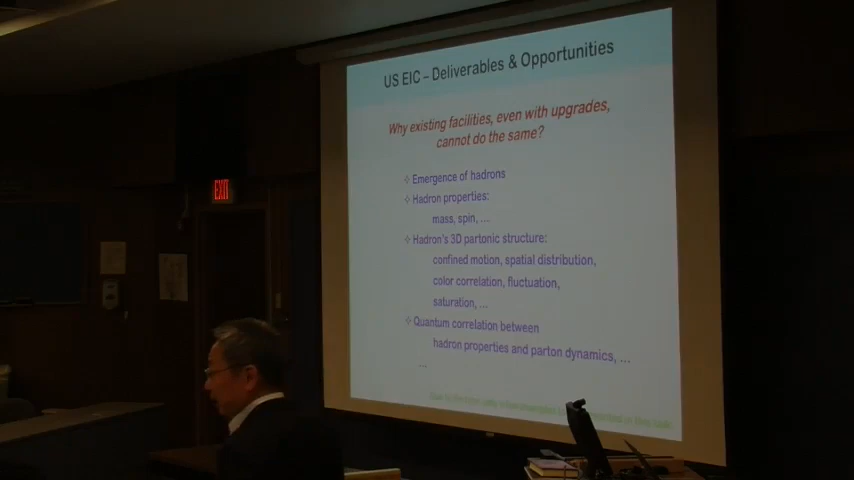 US EIC – Deliverables & Opportunities
Why existing facilities, even with upgrades,
cannot do the same?
EXIT
✧ Emergence of hadrons
✧ Hadron properties:
mass, spin, ...
✧ Hadron's 3D partonic structure:
confined motion, spatial distribution,
color correlation, fluctuation,
saturation, ...
✧ Quantum correlation between
hadron properties and parton dynamics, ...
...